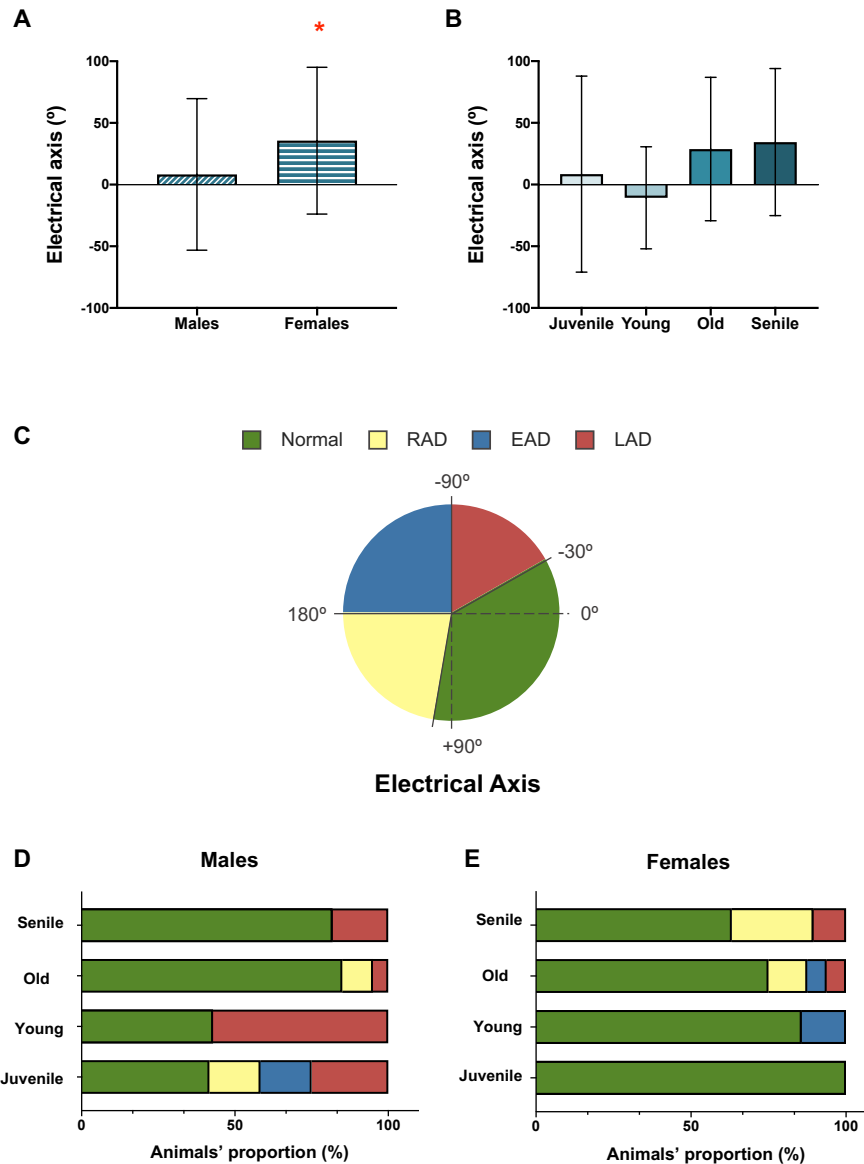 A
*
Electrical axis (º)
100
50
0
-50
-100
Males
Females
B
Electrical axis (º)
100
50
0
-50
-100
Juvenile
Young
Old
Senile
C
Normal
RAD
EAD
LAD
-90º
-30º
0º
180º
+90º
Electrical Axis
D
Males
Senile
Old
Young
Juvenile
0
50
100
Animals' proportion (%)
E
Females
Senile
Old
Young
Juvenile
0
50
100
Animals' proportion (%)